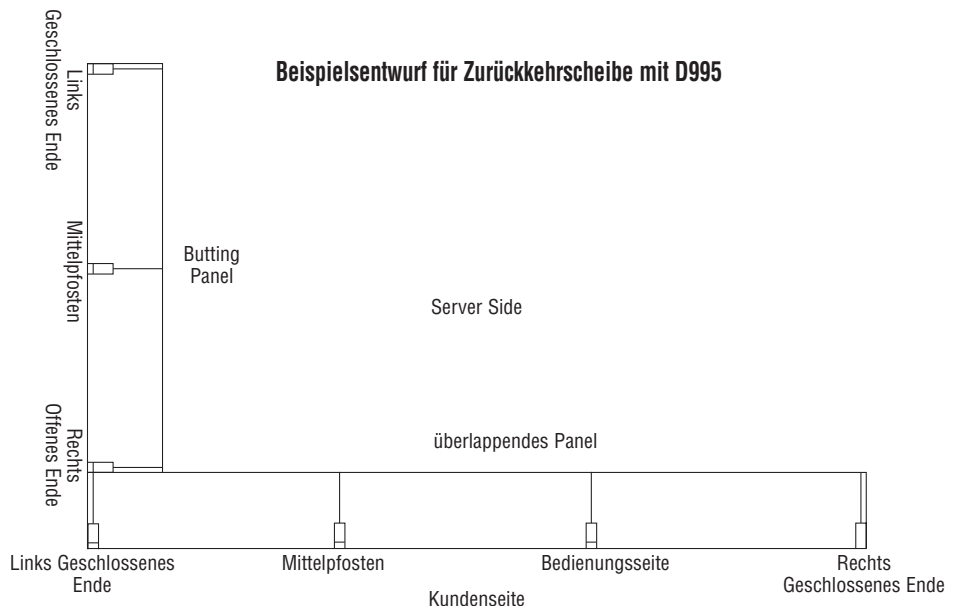 Beispielsentwurf für Zurückkehrscheibe mit D995
Links
Geschlossenes Ende
Mittelpfosten
Butting
Panel
Server Side
Rechts
Offenes Ende
überlappendes Panel
Links Geschlossenes
Ende
Mittelpfosten
Bedienungsseite
Rechts
Geschlossenes Ende
Kundenseite